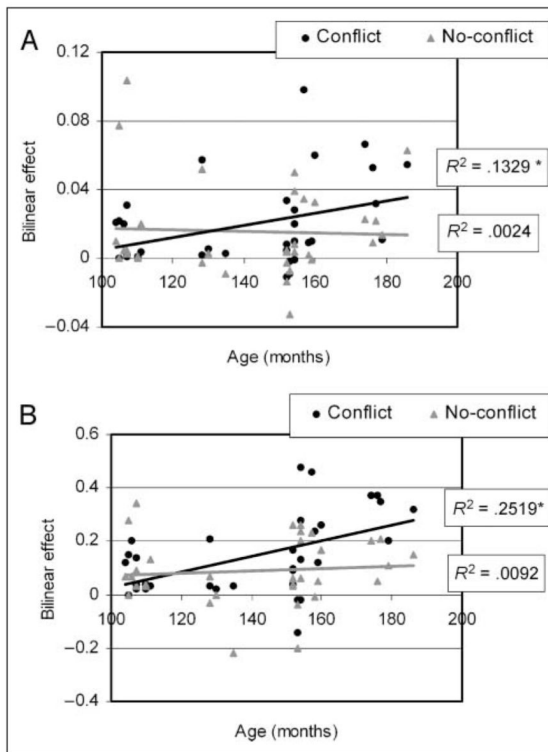 A
Conflict No-conflict
0.12
0.08
0.04
0
−0.04
100 120 140 160 180 200
Bilinear effect
Age (months)
R² = .1329 *
R² = .0024
B
Conflict No-conflict
0.6
0.4
0.2
0
−0.2
−0.4
100 120 140 160 180 200
Bilinear effect
Age (months)
R² = .2519*
R² = .0092